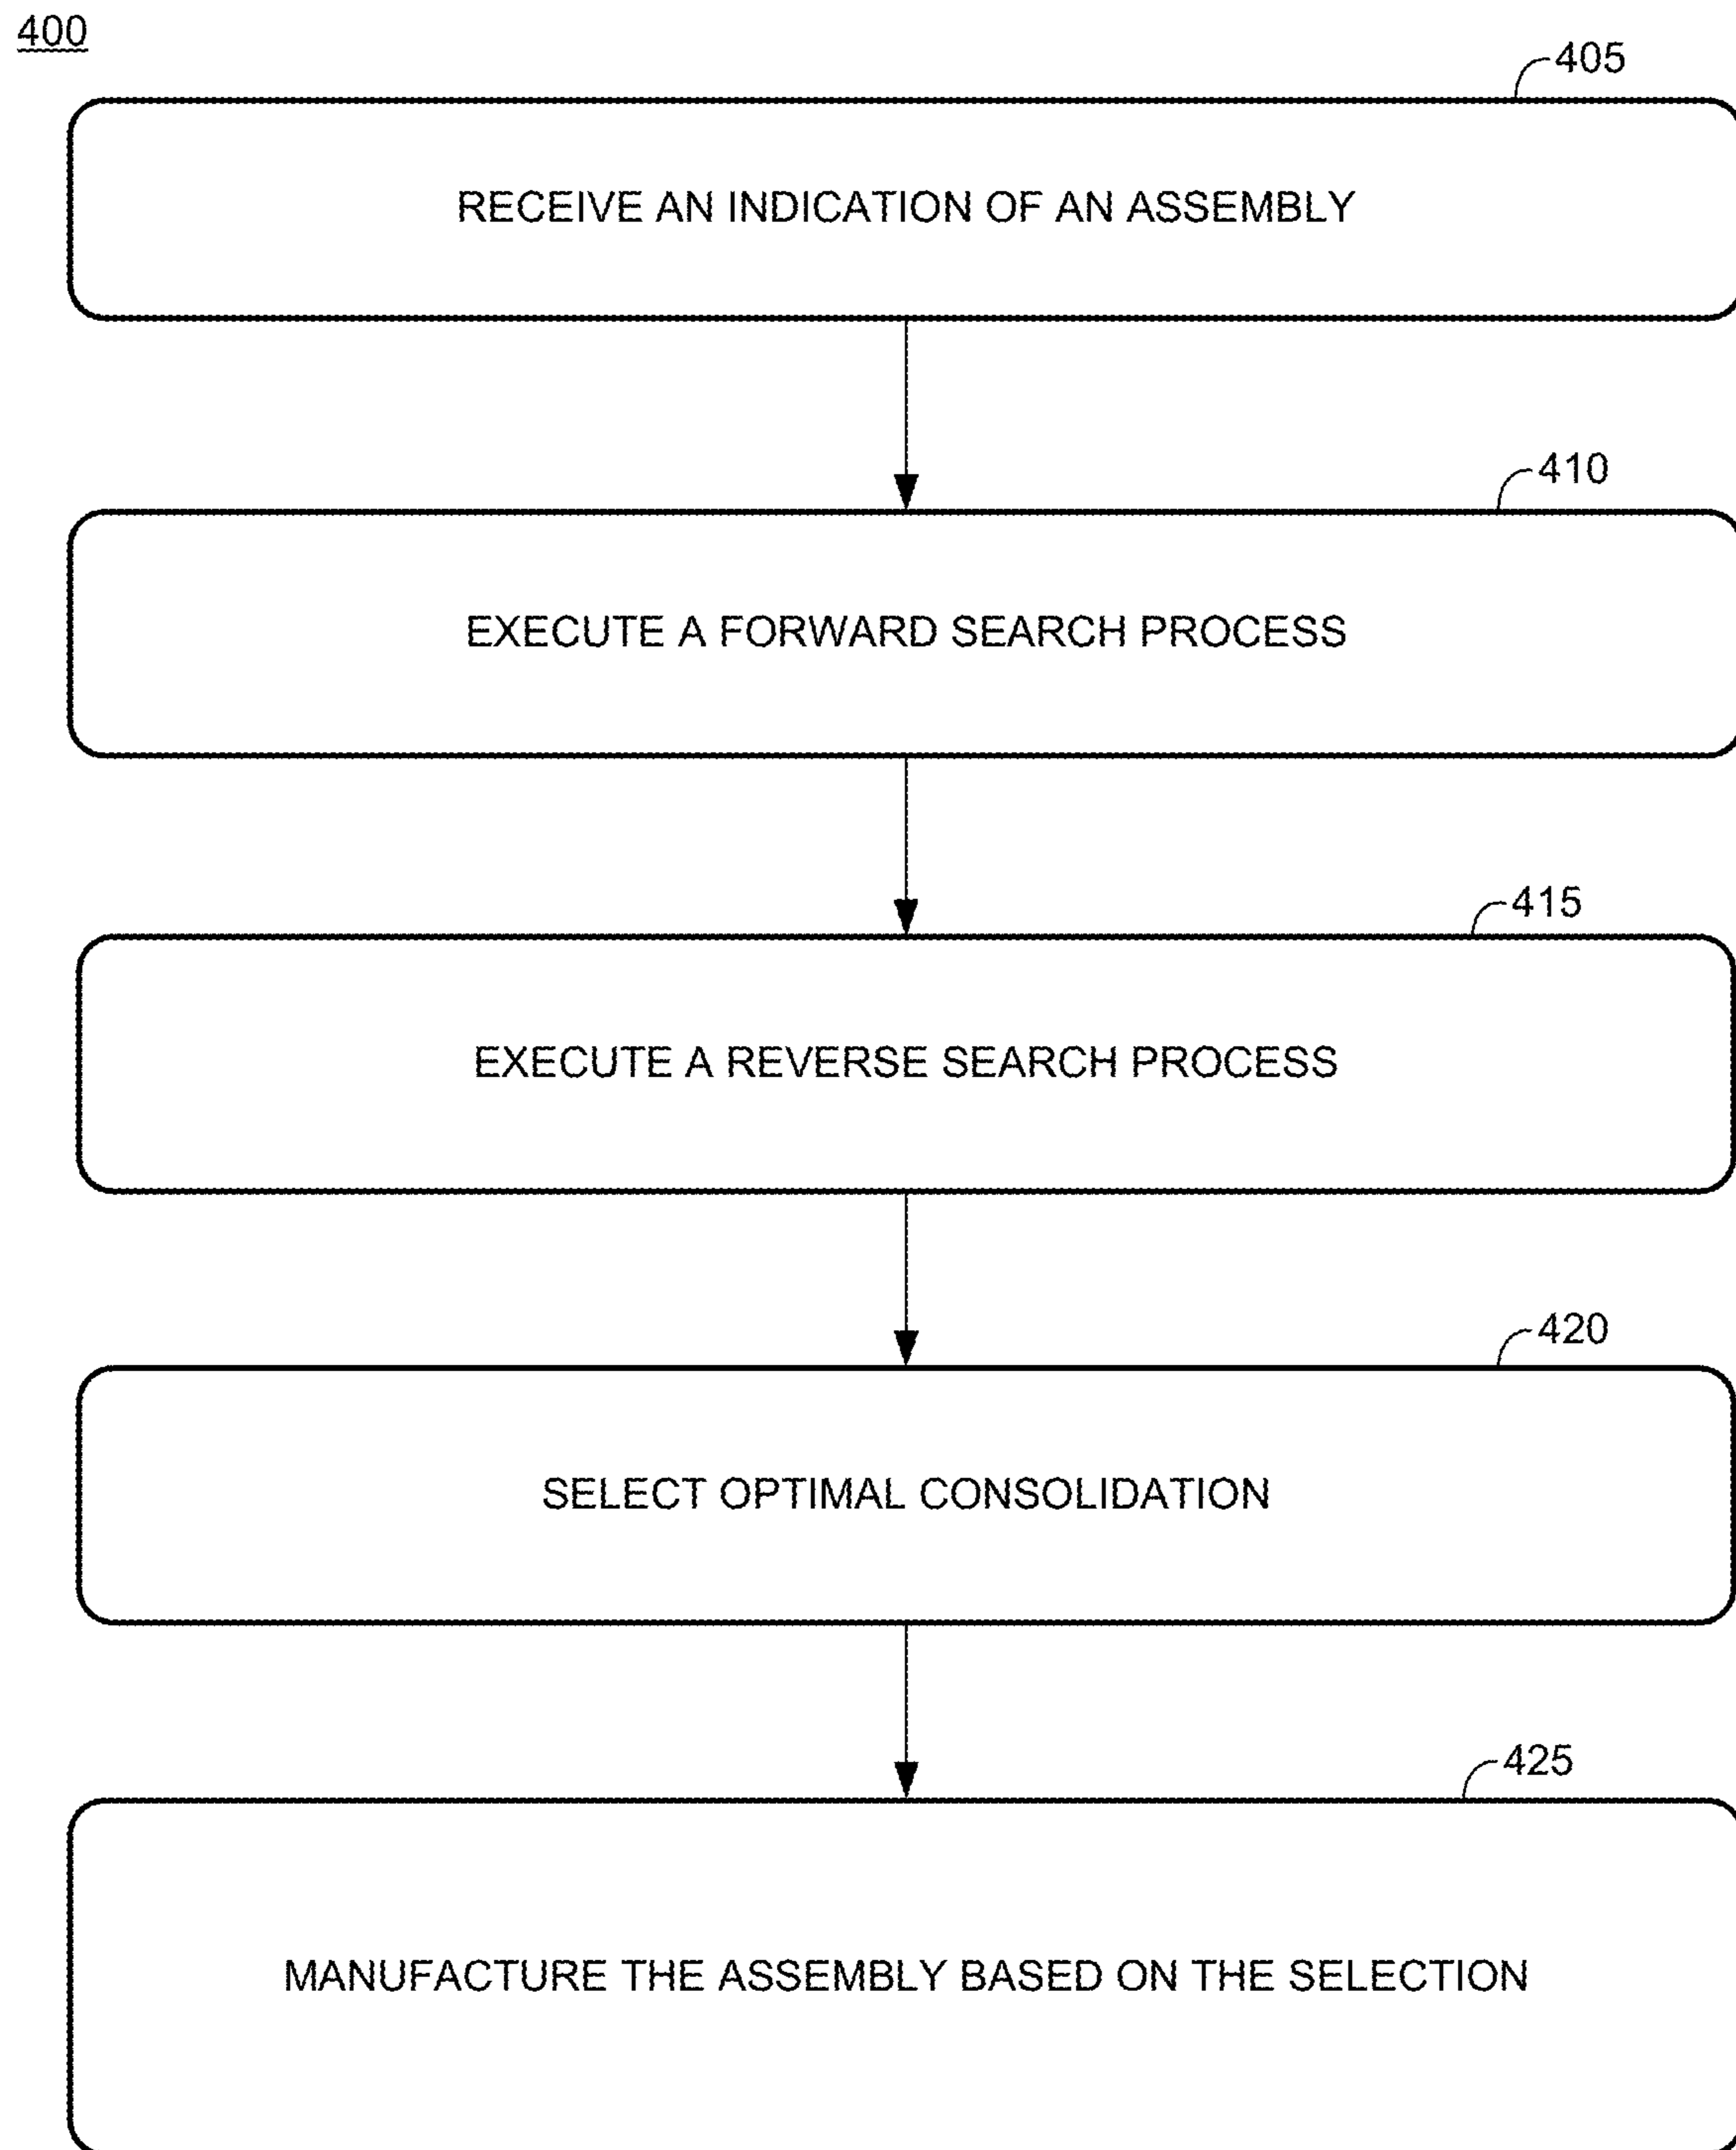 400
405
RECEIVE AN INDICATION OF AN ASSEMBLY
410
EXECUTE A FORWARD SEARCH PROCESS
415
EXECUTE A REVERSE SEARCH PROCESS
420
SELECT OPTIMAL CONSOLIDATION
425
MANUFACTURE THE ASSEMBLY BASED ON THE SELECTION